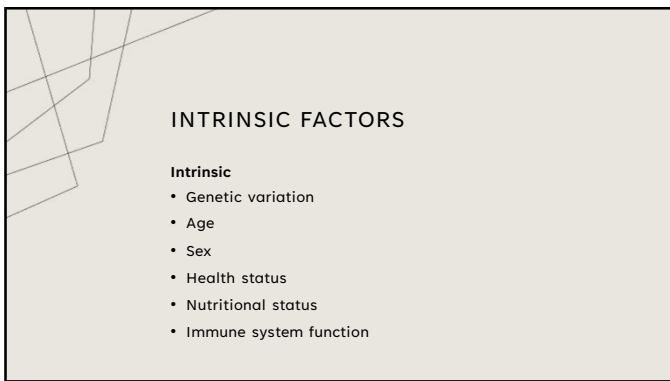 INTRINSIC FACTORS
Intrinsic
• Genetic variation
• Age
• Sex
• Health status
• Nutritional status
• Immune system function